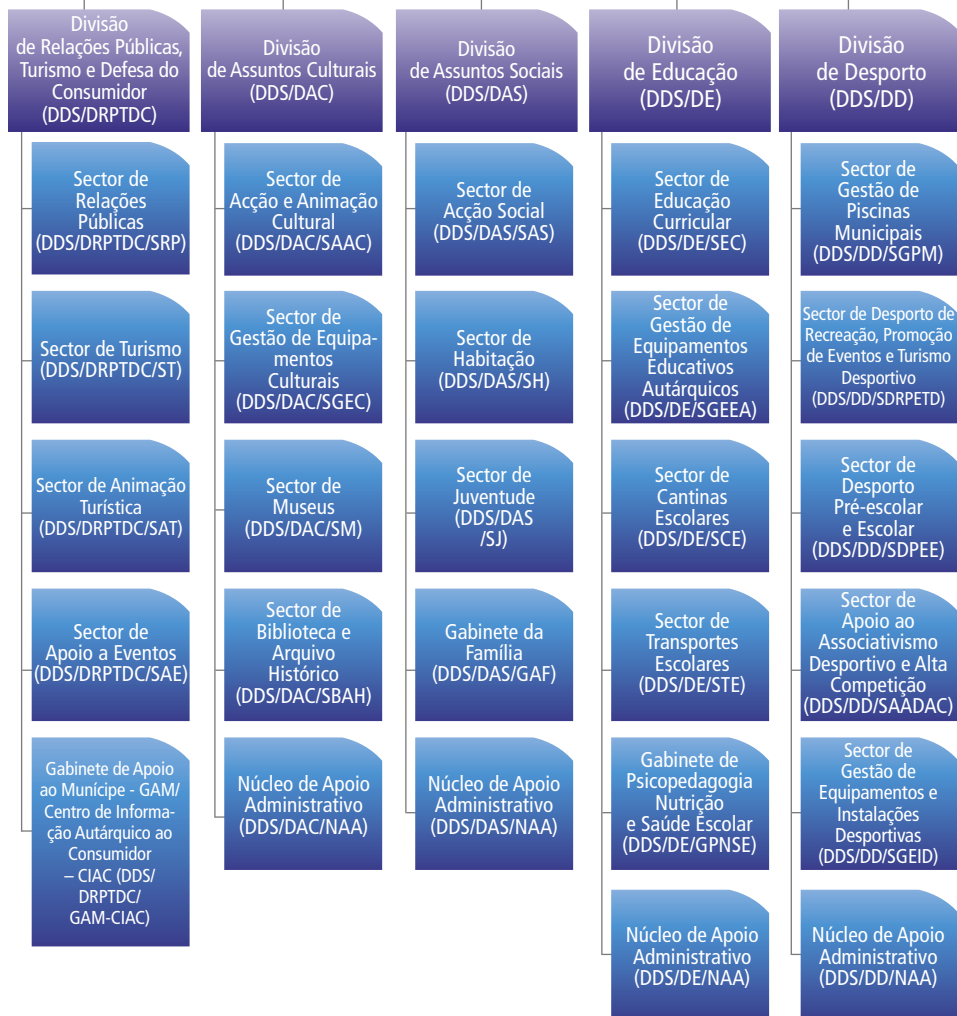 Divisão
de Relações Públicas,
Turismo e Defesa do
Consumidor
(DDS/DRPTDC)
Sector de
Relações
Públicas
(DDS/DRPTDC/SRP)
Sector de Turismo
(DDS/DRPTDC/ST)
Sector de Animação
Turística
(DDS/DRPTDC/SAT)
Sector de
Apoio a Eventos
(DDS/DRPTDC/SAE)
Gabinete de Apoio
ao Munícipe - GAM/
Centro de Informa-
ção Autárquico ao
Consumidor
– CIAC (DDS/
DRPTDC/
GAM-CIAC)
Divisão
de Assuntos Culturais
(DDS/DAC)
Sector de
Acção e Animação
Cultural
(DDS/DAC/SAAC)
Sector de
Gestão de Equipa-
mentos
Culturais
(DDS/DAC/SGEC)
Sector de
Museus
(DDS/DAC/SM)
Sector de
Biblioteca e
Arquivo
Histórico
(DDS/DAC/SBAH)
Núcleo de Apoio
Administrativo
(DDS/DAC/NAA)
Divisão
de Assuntos Sociais
(DDS/DAS)
Sector de
Acção Social
(DDS/DAS/SAS)
Sector de
Habitação
(DDS/DAS/SH)
Sector de
Juventude
(DDS/DAS
/SJ)
Gabinete da
Família
(DDS/DAS/GAF)
Núcleo de Apoio
Administrativo
(DDS/DAS/NAA)
Divisão
de Educação
(DDS/DE)
Sector de
Educação
Curricular
(DDS/DE/SEC)
Sector de
Gestão de
Equipamentos
Educativos
Autárquicos
(DDS/DE/SGEEA)
Sector de
Cantinas
Escolares
(DDS/DE/SCE)
Sector de
Transportes
Escolares
(DDS/DE/STE)
Gabinete de
Psicopedagogia
Nutrição
e Saúde Escolar
(DDS/DE/GPNSE)
Núcleo de Apoio
Administrativo
(DDS/DE/NAA)
Divisão
de Desporto
(DDS/DD)
Sector de
Gestão de
Piscinas
Municipais
(DDS/DD/SGPM)
Sector de Desporto de
Recreação, Promoção
de Eventos e Turismo
Desportivo
(DDS/DD/SDRPETD)
Sector de
Desporto
Pré-escolar
e Escolar
(DDS/DD/SDPEE)
Sector de
Apoio ao
Associativismo
Desportivo e Alta
Competição
(DDS/DD/SAADAC)
Sector de
Gestão de
Equipamentos e
Instalações
Desportivas
(DDS/DD/SGEID)
Núcleo de Apoio
Administrativo
(DDS/DD/NAA)